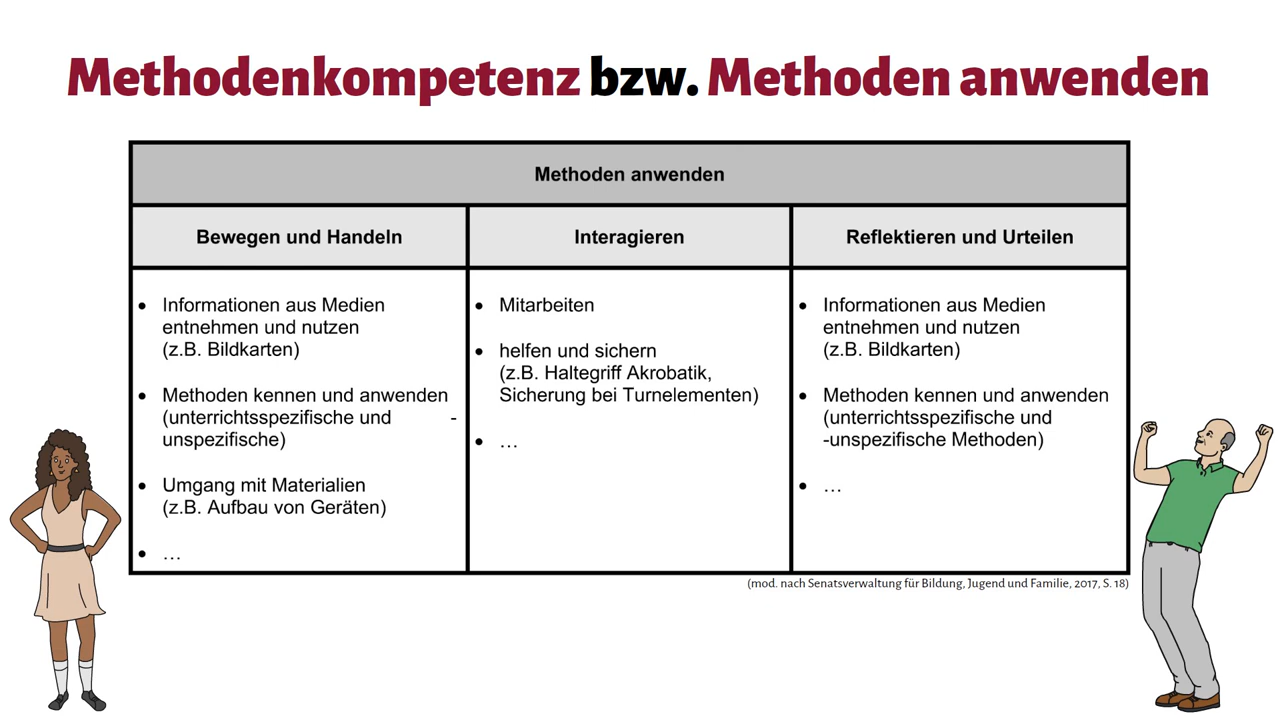 Methodenkompetenz bzw. Methoden anwenden
Methoden anwenden
Bewegen und Handeln
Interagieren
Reflektieren und Urteilen
• Informationen aus Medien
entnehmen und nutzen
(z.B. Bildkarten)
• Methoden kennen und anwenden
(unterrichtsspezifische und -
unspezifische)
• Umgang mit Materialien
(z.B. Aufbau von Geräten)
• …
• Mitarbeiten
• helfen und sichern
(z.B. Haltegriff Akrobatik,
Sicherung bei Turnelementen)
• …
• Informationen aus Medien
entnehmen und nutzen
(z.B. Bildkarten)
• Methoden kennen und anwenden
(unterrichtsspezifische und
-unspezifische Methoden)
• …
(mod. nach Senatsverwaltung für Bildung, Jugend und Familie, 2017, S. 18)